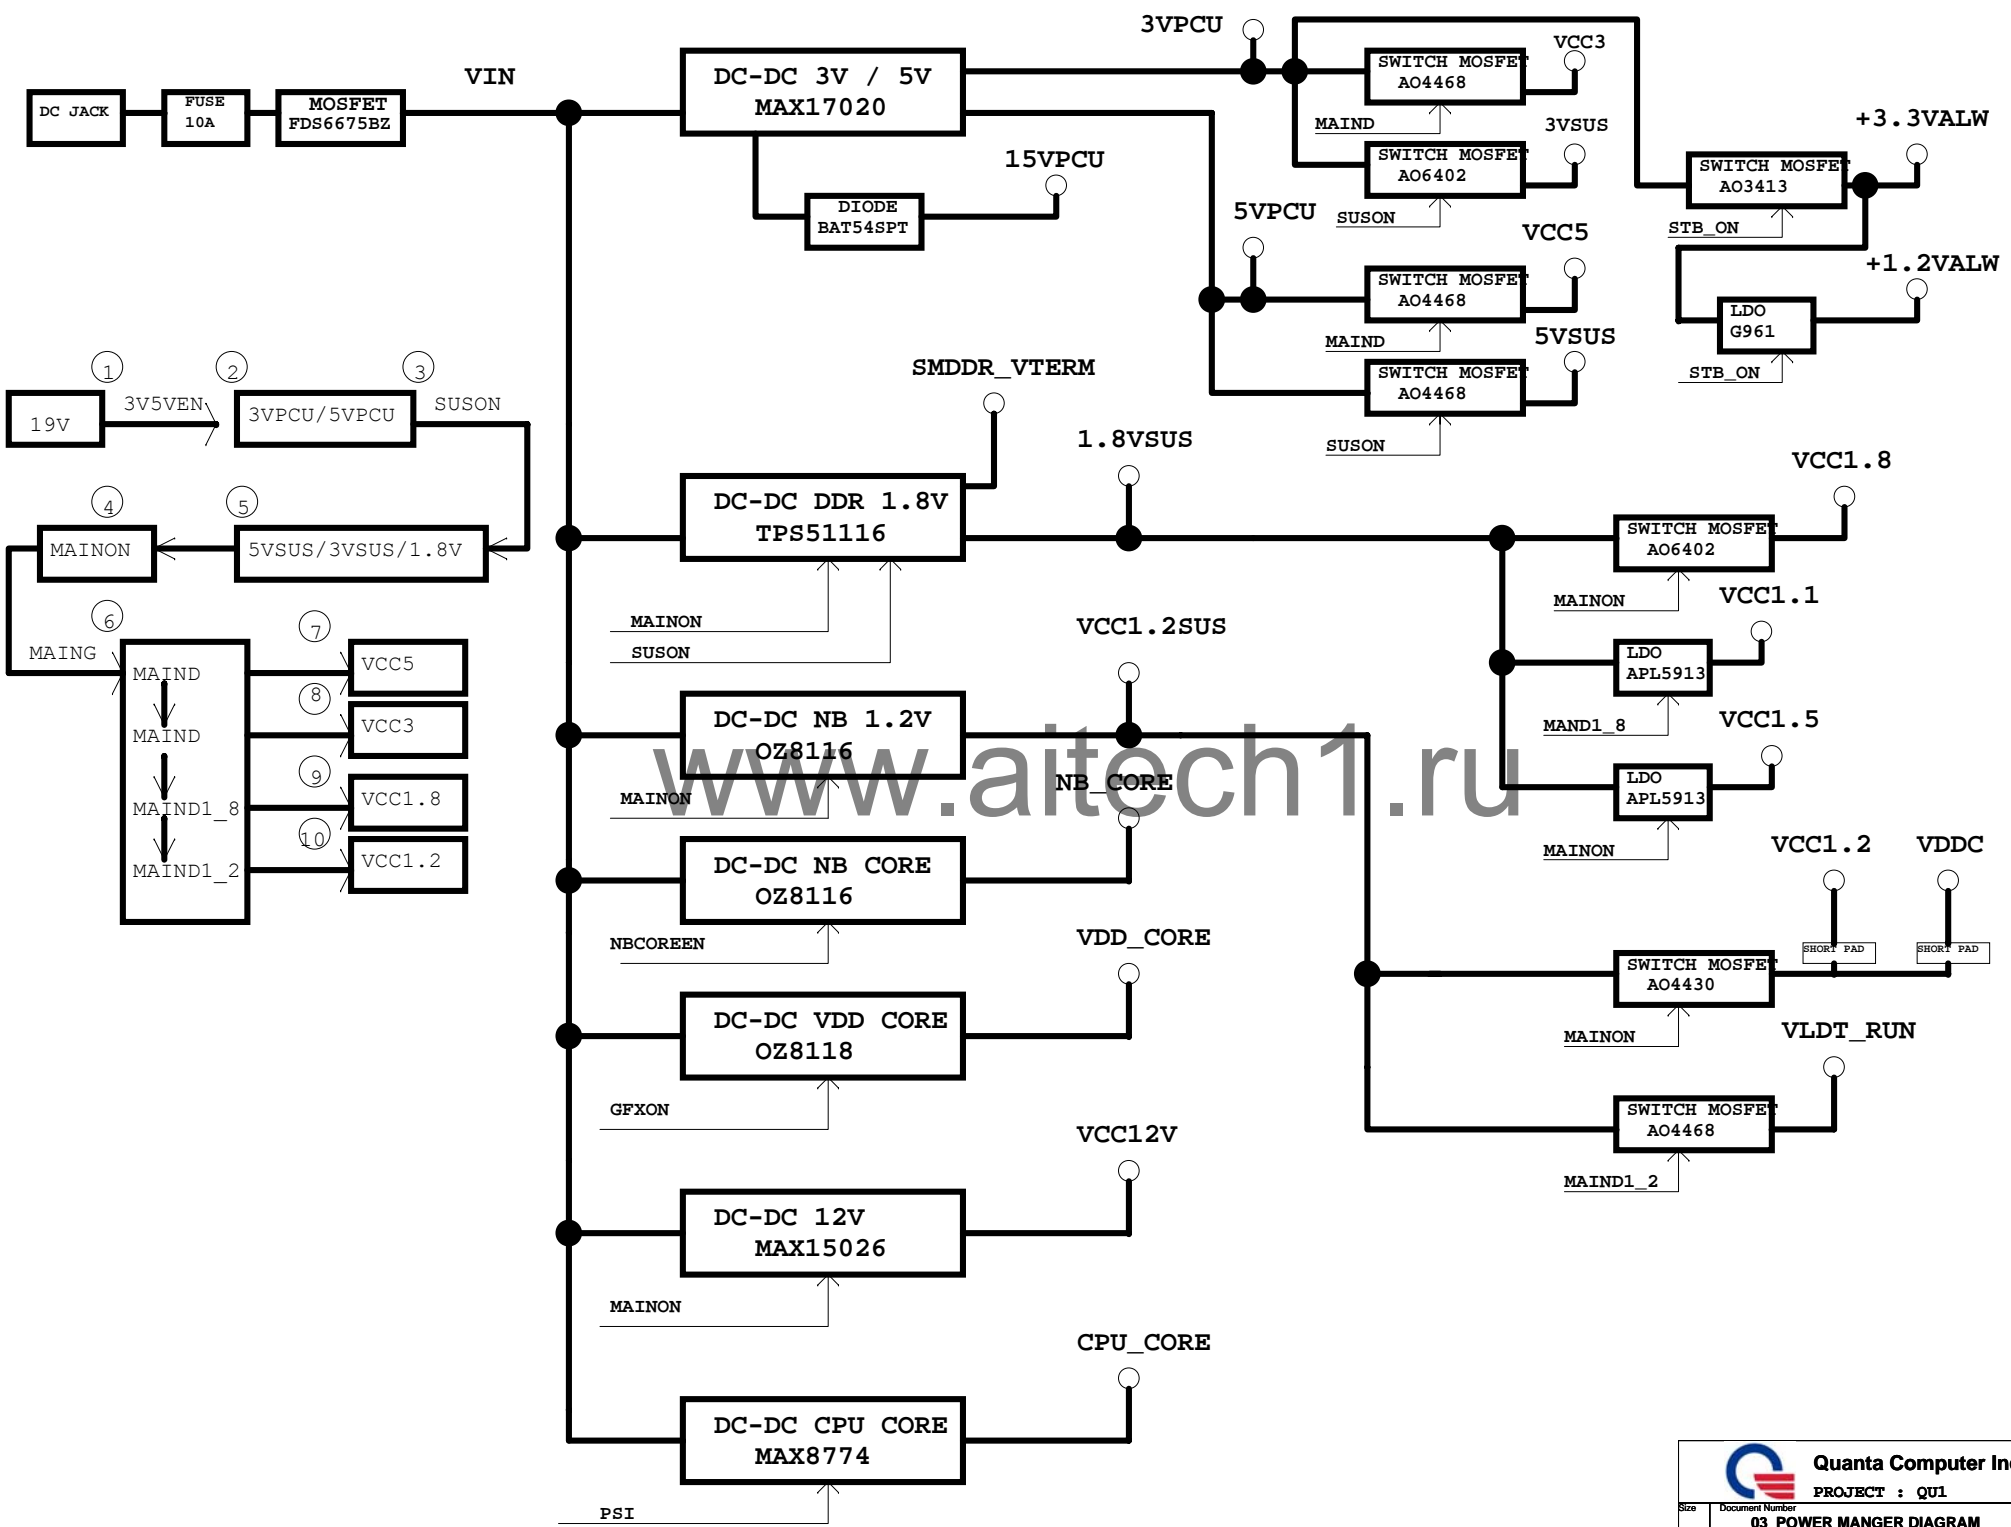 DC JACK
FUSE
10A
MOSFET
FDS6675BZ
VIN
DC-DC 3V / 5V
MAX17020
15VPCU
DIODE
BAT54SPT
3VPCU
SWITCH MOSFET
AO4468
VCC3
MAIND
SWITCH MOSFET
AO6402
3VSUS
SUSON
5VPCU
SWITCH MOSFET
AO4468
VCC5
MAIND
SWITCH MOSFET
AO4468
5VSUS
SUSON
SWITCH MOSFET
AO3413
+3.3VALW
STB_ON
LDO
G961
+1.2VALW
STB_ON
1
19V
3V5VEN
2
3VPCU/5VPCU
3
SUSON
4
MAINON
5
5VSUS/3VSUS/1.8V
6
MAING
MAIND
MAIND
MAIND1_8
MAIND1_2
7
VCC5
8
VCC3
9
VCC1.8
10
VCC1.2
DC-DC DDR 1.8V
TPS51116
SMDDR_VTERM
1.8VSUS
MAINON
SUSON
DC-DC NB 1.2V
OZ8116
VCC1.2SUS
MAINON
www.aitech1.ru
DC-DC NB CORE
OZ8116
NB_CORE
NBCOREEN
DC-DC VDD CORE
OZ8118
VDD_CORE
GFXON
DC-DC 12V
MAX15026
VCC12V
MAINON
DC-DC CPU CORE
MAX8774
CPU_CORE
PSI
SWITCH MOSFET
AO6402
VCC1.8
MAINON
LDO
APL5913
VCC1.1
MAND1_8
LDO
APL5913
VCC1.5
MAINON
VCC1.2
VDDC
SHORT PAD
SHORT PAD
SWITCH MOSFET
AO4430
MAINON
SWITCH MOSFET
AO4468
VLDT_RUN
MAIND1_2
Quanta Computer Inc
PROJECT : QU1
Size
Document Number
03 POWER MANGER DIAGRAM